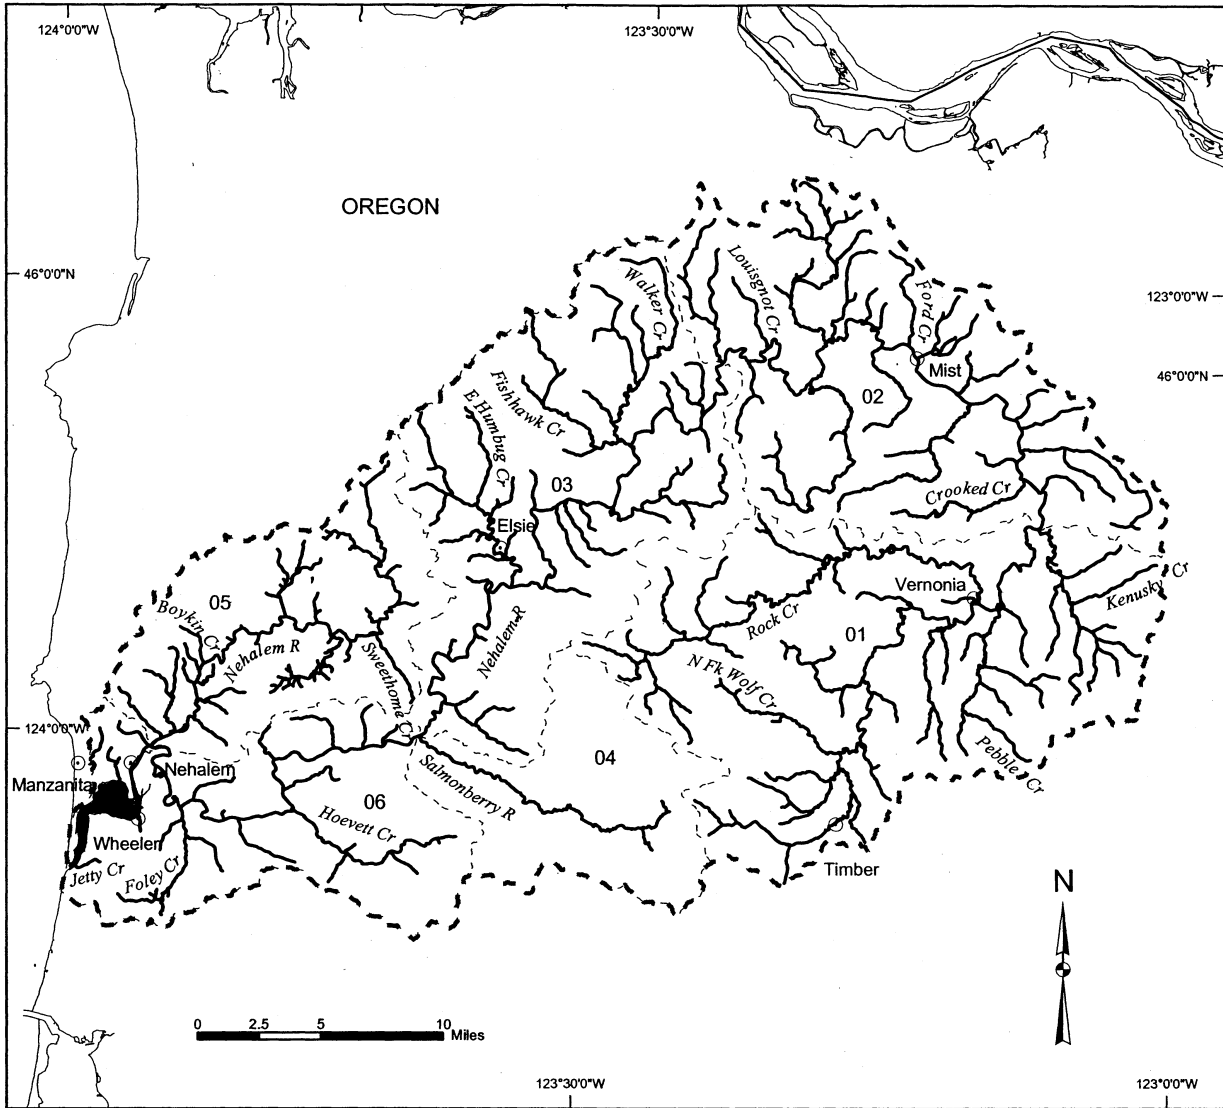 124°0'0"W
123°30'0"W
OREGON
46°0'0"N
123°0'0"W
46°0'0"N
Walker Cr
Louisgnot Cr
Ford Cr
Mist
02
Fishhawk Cr
E Humbug Cr
03
Crooked Cr
Elsie
Vernonia
Kenusky Cr
05
Boykin Cr
Nehalem R
Sweethome Cr
Nehalem R
Rock Cr
01
N Fk Wolf Cr
Pebble Cr
124°0'0"W
04
Nehalem
Manzanita
Salmonberry R
06
Hoevett Cr
Wheeler
Jetty Cr
Foley Cr
Timber
N
0 2.5 5 10
Miles
123°30'0"W
123°0'0"W